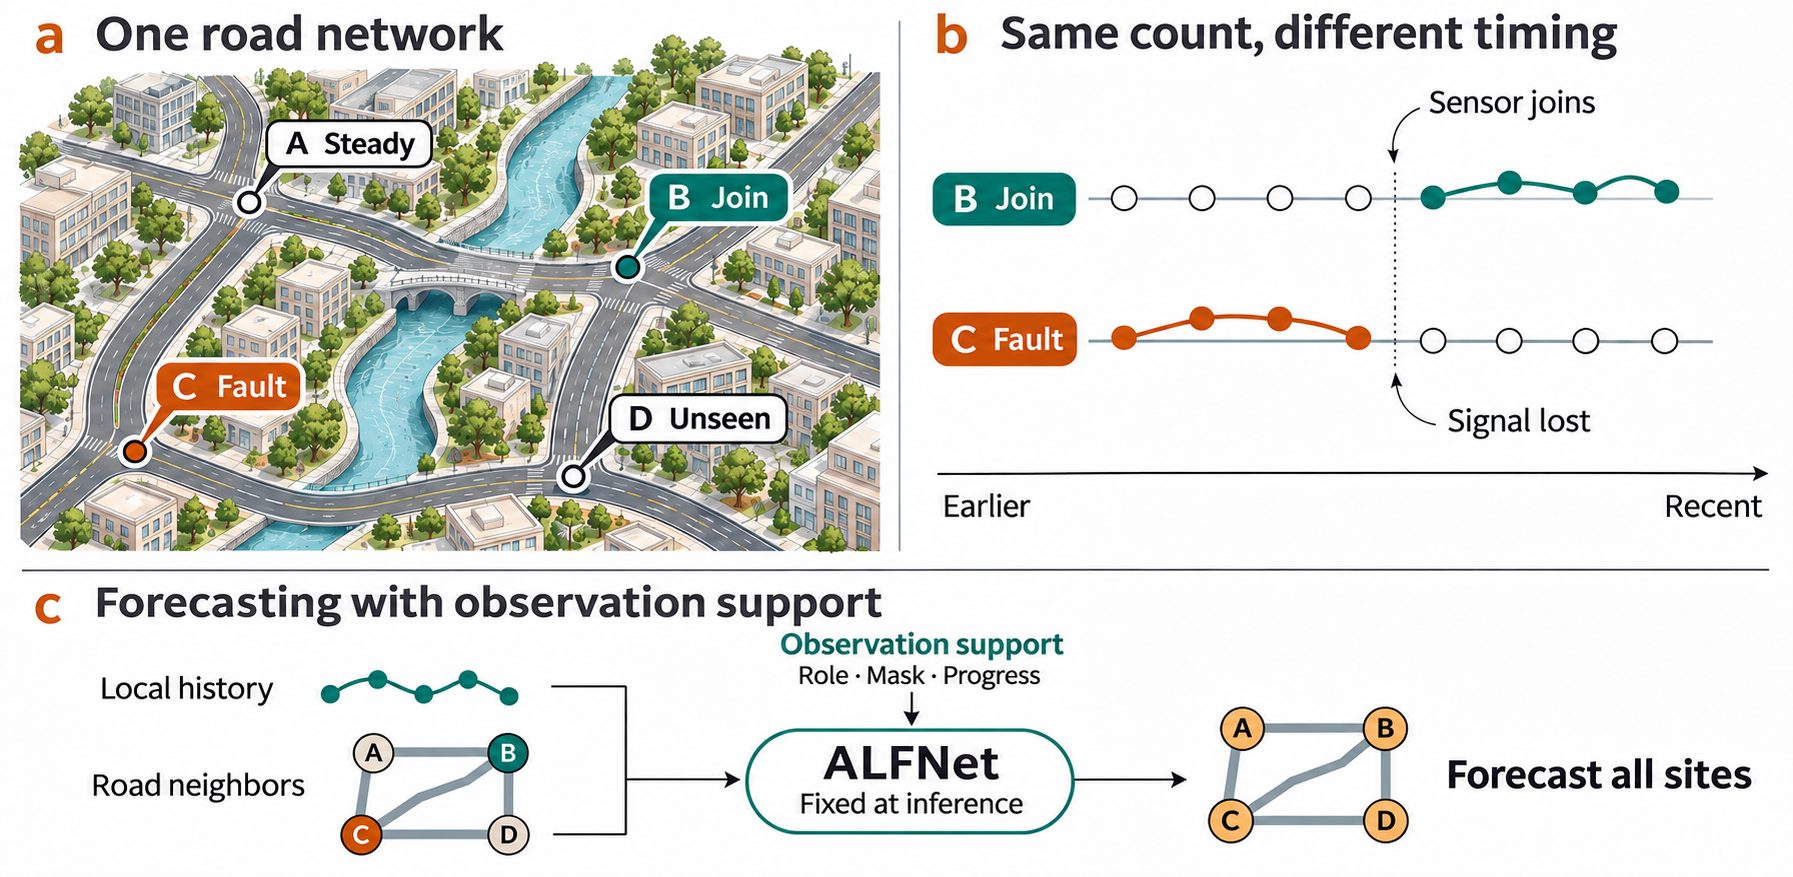 a One road network
A Steady
B Join
C Fault
D Unseen
b Same count, different timing
Sensor joins
B Join
C Fault
Signal lost
Earlier
Recent
c Forecasting with observation support
Observation support
Role · Mask · Progress
Local history
Road neighbors
A
B
C
D
ALFNet
Fixed at inference
A
B
C
D
Forecast all sites